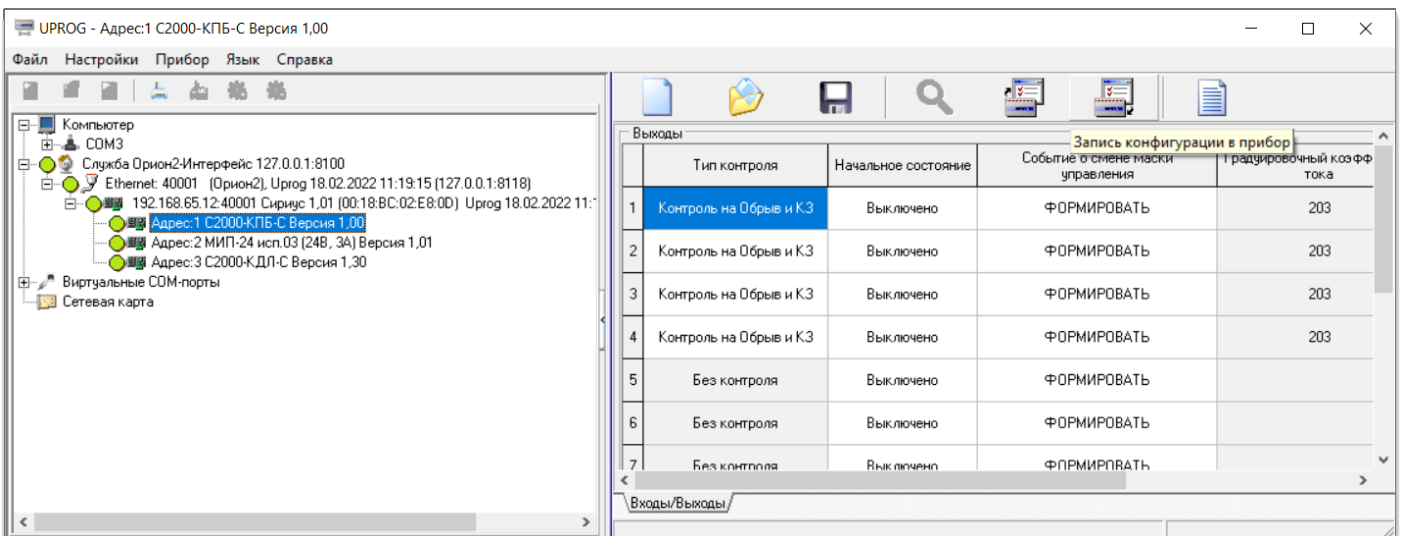 UPROG - Адрес:1 С2000-КПБ-С Версия 1,00
Файл Настройки Прибор Язык Справка
Компьютер
COM3
Служба Орион2-Интерфейс 127.0.0.1:8100
Ethernet: 40001 (Орион2), Uprog 18.02.2022 11:19:15 (127.0.0.1:8118)
192.168.65.12:40001 Сириус 1,01 (00:18:BC:02:E8:0D) Uprog 18.02.2022 11:
Адрес:1 С2000-КПБ-С Версия 1,00
Адрес:2 МИП-24 исп.03 (24В, 3А) Версия 1,01
Адрес:3 С2000-КДЛ-С Версия 1,30
Виртуальные COM-порты
Сетевая карта
Запись конфигурации в прибор
Выходы
Тип контроля Начальное состояние Событие о смене маски управления Градуировочный коэфф тока
1 Контроль на Обрыв и КЗ Выключено ФОРМИРОВАТЬ 203
2 Контроль на Обрыв и КЗ Выключено ФОРМИРОВАТЬ 203
3 Контроль на Обрыв и КЗ Выключено ФОРМИРОВАТЬ 203
4 Контроль на Обрыв и КЗ Выключено ФОРМИРОВАТЬ 203
5 Без контроля Выключено ФОРМИРОВАТЬ
6 Без контроля Выключено ФОРМИРОВАТЬ
7 Без контроля Выключено ФОРМИРОВАТЬ
Входы/Выходы